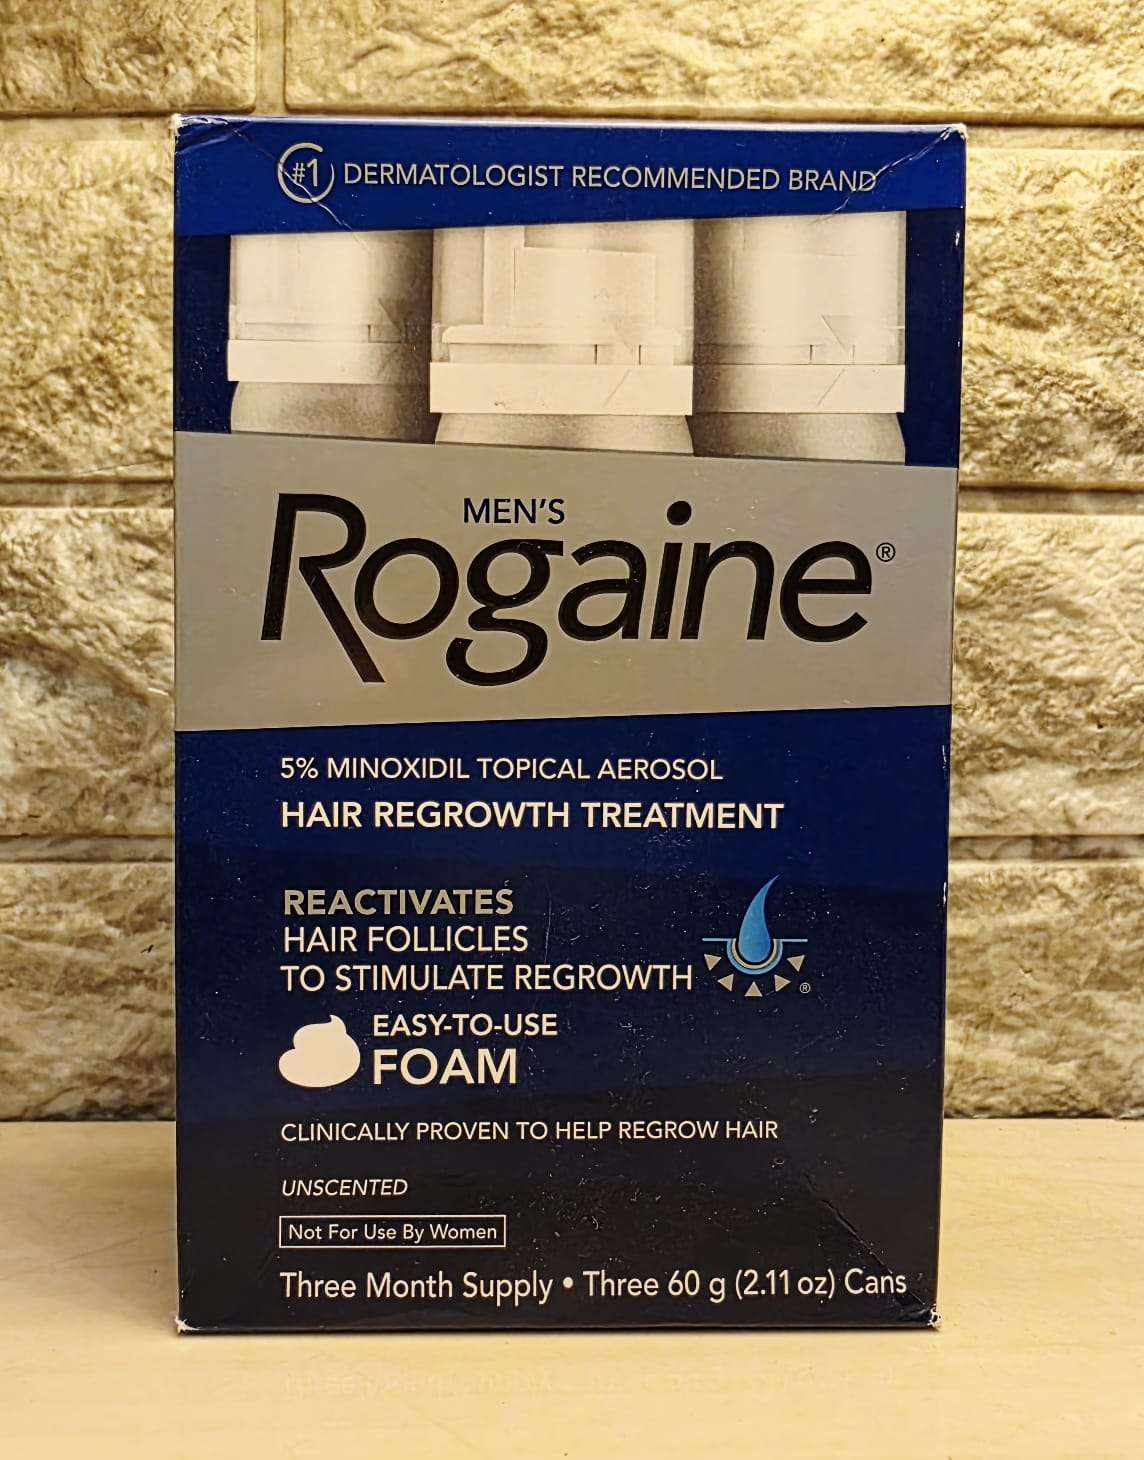 #1 DERMATOLOGIST RECOMMENDED BRAND
MEN'S
Rogaine®
5% MINOXIDIL TOPICAL AEROSOL
HAIR REGROWTH TREATMENT
REACTIVATES
HAIR FOLLICLES
TO STIMULATE REGROWTH
®
EASY-TO-USE
FOAM
CLINICALLY PROVEN TO HELP REGROW HAIR
UNSCENTED
Not For Use By Women
Three Month Supply • Three 60 g (2.11 oz) Cans